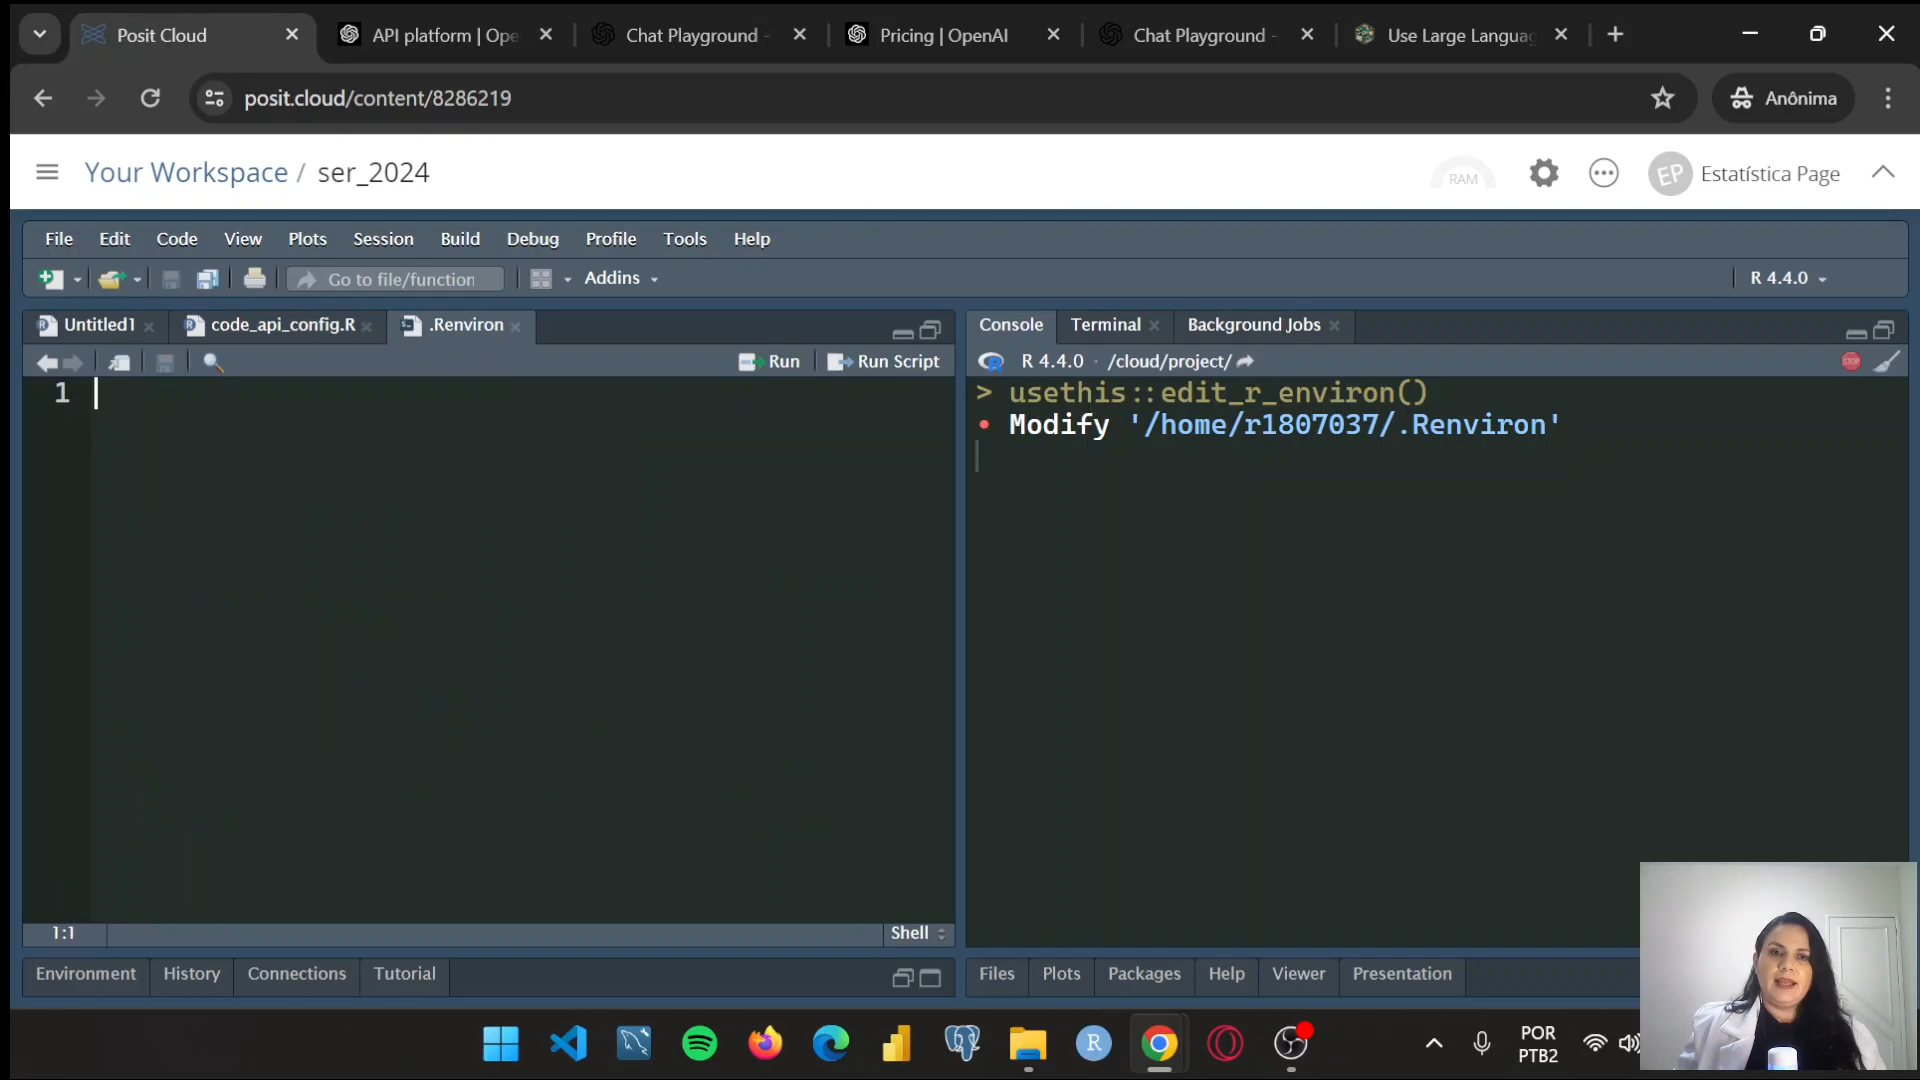 Posit Cloud
API platform | Ope
Chat Playground -
Pricing | OpenAI
Chat Playground -
Use Large Langua
posit.cloud/content/8286219
Anônima
Your Workspace / ser_2024
RAM
EP
Estatística Page
File Edit Code View Plots Session Build Debug Profile Tools Help
Go to file/function
Addins
R 4.4.0
Untitled1
code_api_config.R
.Renviron
Run
Run Script
1
1:1
Shell
Environment History Connections Tutorial
Console Terminal Background Jobs
R 4.4.0 · /cloud/project/
STOP
> usethis::edit_r_environ()
• Modify '/home/r1807037/.Renviron'
Files Plots Packages Help Viewer Presentation
R
POR
PTB2